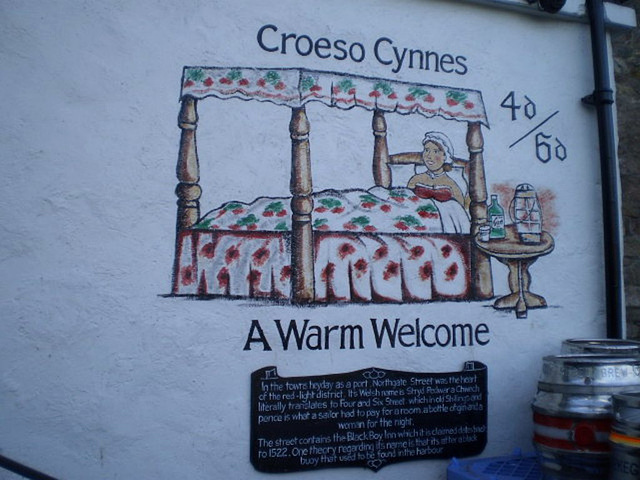 Croeso Cynnes
4d
6d
A Warm Welcome
In the towns heyday as a port, Northgate Street was the heart
of the red-light district. Its Welsh name is Stryd Pedwar a Chwech
literally translates to Four and Six Street which in old Shillings and
pence is what a sailor had to pay for a room, a bottle of gin and a
woman for the night.
The street contains the Black Boy Inn which it is claimed dates back
to 1522. One theory regarding its name is that its after a black
buoy that used to be found in the harbour
BREW